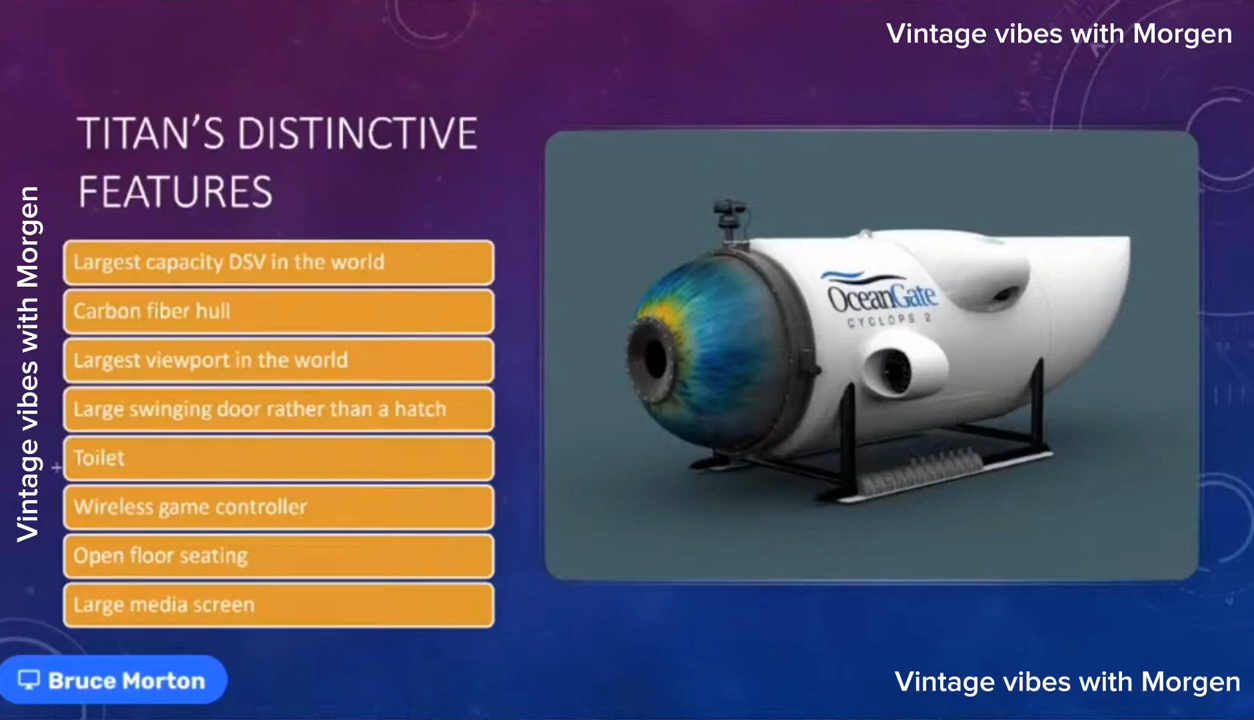 Vintage vibes with Morgen
TITAN'S DISTINCTIVE
FEATURES
Largest capacity DSV in the world
Carbon fiber hull
Largest viewport in the world
Large swinging door rather than a hatch
Toilet
Wireless game controller
Open floor seating
Large media screen
OceanGate
CYCLOPS 2
Vintage vibes with Morgen
Bruce Morton
Vintage vibes with Morgen